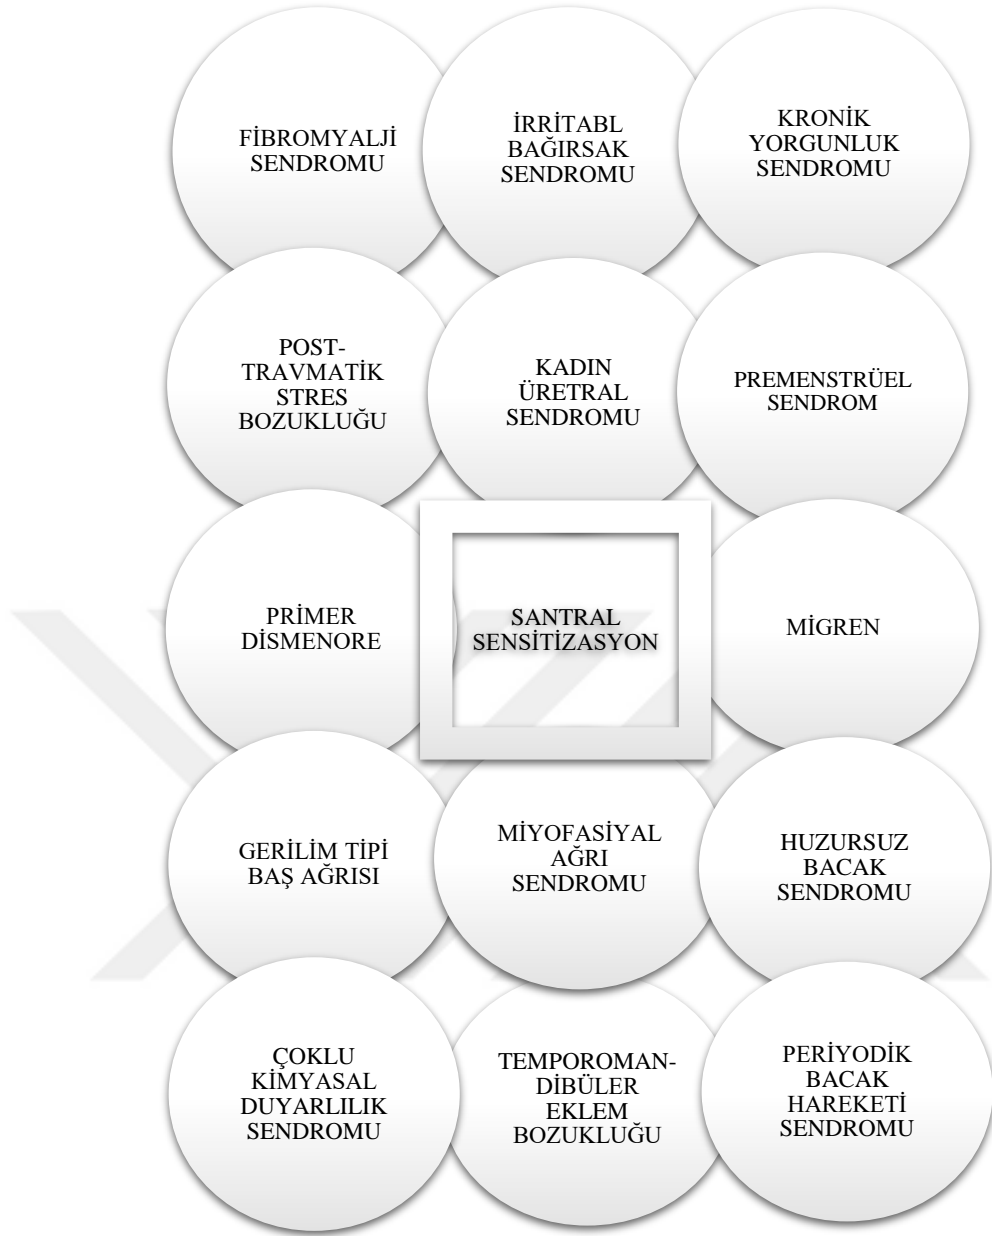 FİBROMYALJİ
SENDROMU
İRRİTABL
BAĞIRSAK
SENDROMU
KRONİK
YORGUNLUK
SENDROMU
POST-
TRAVMATİK
STRES
BOZUKLUĞU
KADIN
ÜRETRAL
SENDROMU
PREMENSTRÜEL
SENDROM
PRİMER
DİSMENORE
SANTRAL
SENSİTİZASYON
MİGREN
GERİLİM TİPİ
BAŞ AĞRISI
MİYOFASİYAL
AĞRI
SENDROMU
HUZURSUZ
BACAK
SENDROMU
ÇOKLU
KİMYASAL
DUYARLILIK
SENDROMU
TEMPOROMAN-
DİBÜLER
EKLEM
BOZUKLUĞU
PERİYODİK
BACAK
HAREKETİ
SENDROMU